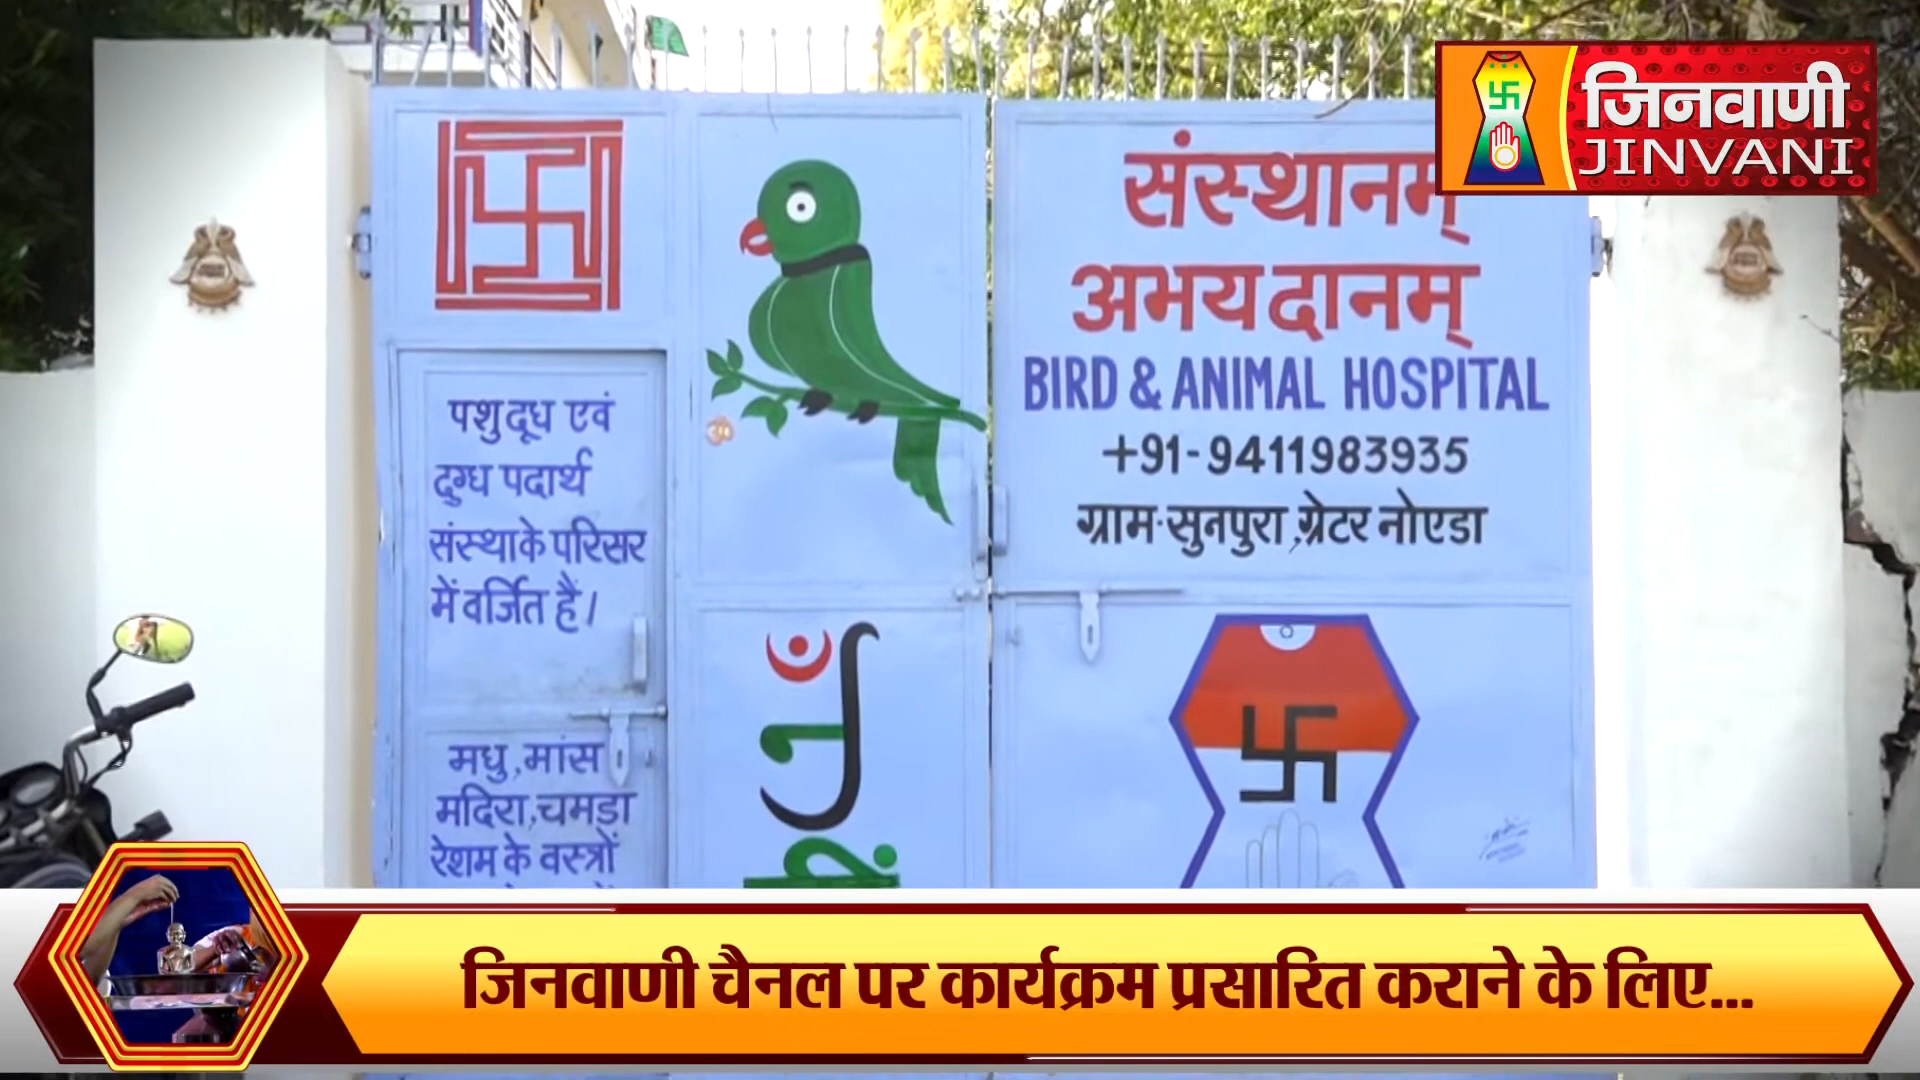 जिनवाणी
JINVANI
संस्थानम्
अभयदानम्
BIRD & ANIMAL HOSPITAL
+91-9411983935
ग्राम-सुनपुरा, ग्रेटर नोएडा
पशु दूध एवं
दुग्ध पदार्थ
संस्था के परिसर
में वर्जित है।
मधु, मांस
मदिरा, चमड़ा
रेशम के वस्त्रों
जिनवाणी चैनल पर कार्यक्रम प्रसारित कराने के लिए...